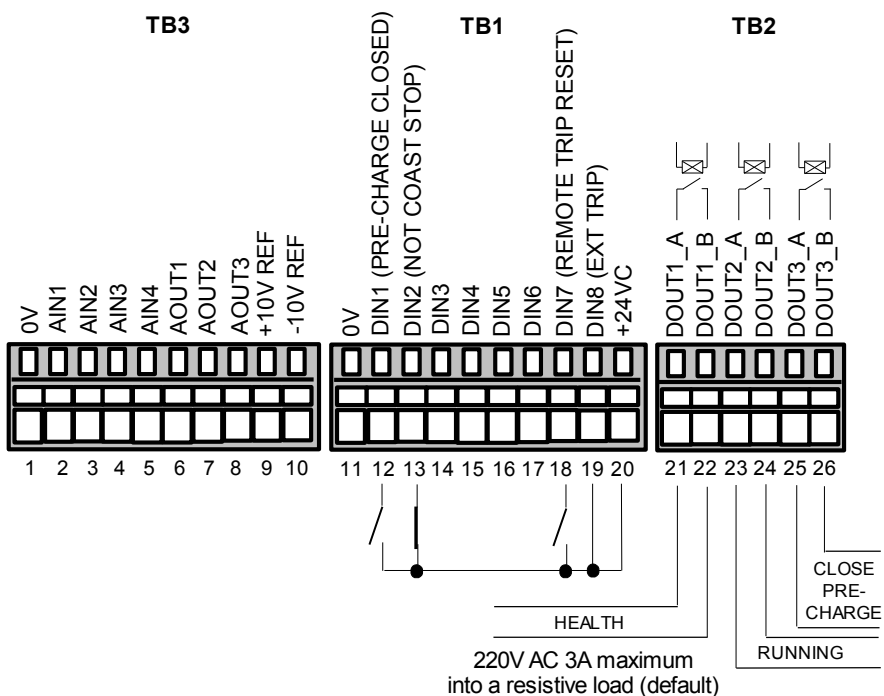 TB3
TB1
TB2
0V
AIN1
AIN2
AIN3
AIN4
AOUT1
AOUT2
AOUT3
+10V REF
-10V REF
0V
DIN1 (PRE-CHARGE CLOSED)
DIN2 (NOT COAST STOP)
DIN3
DIN4
DIN5
DIN6
DIN7 (REMOTE TRIP RESET)
DIN8 (EXT TRIP)
+24VC
DOUT1_A
DOUT1_B
DOUT2_A
DOUT2_B
DOUT3_A
DOUT3_B
1 2 3 4 5 6 7 8 9 10
11 12 13 14 15 16 17 18 19 20
21 22 23 24 25 26
CLOSE
PRE-
CHARGE
HEALTH
RUNNING
220V AC 3A maximum
into a resistive load (default)